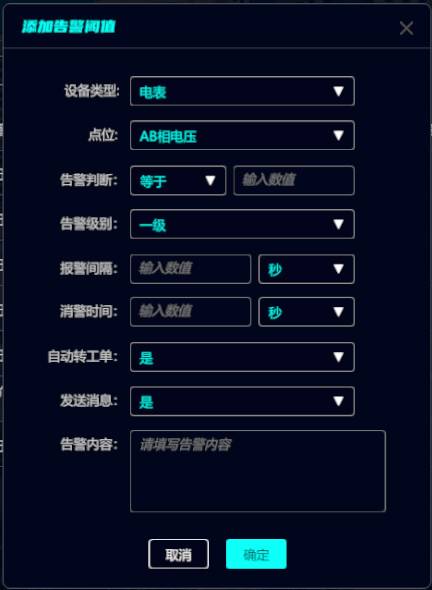 添加告警阈值
设备类型: 电表
点位: AB相电压
告警判断: 等于 输入数值
告警级别: 一级
报警间隔: 输入数值 秒
消警时间: 输入数值 秒
自动转工单: 是
发送消息: 是
告警内容: 请填写告警内容
取消 确定